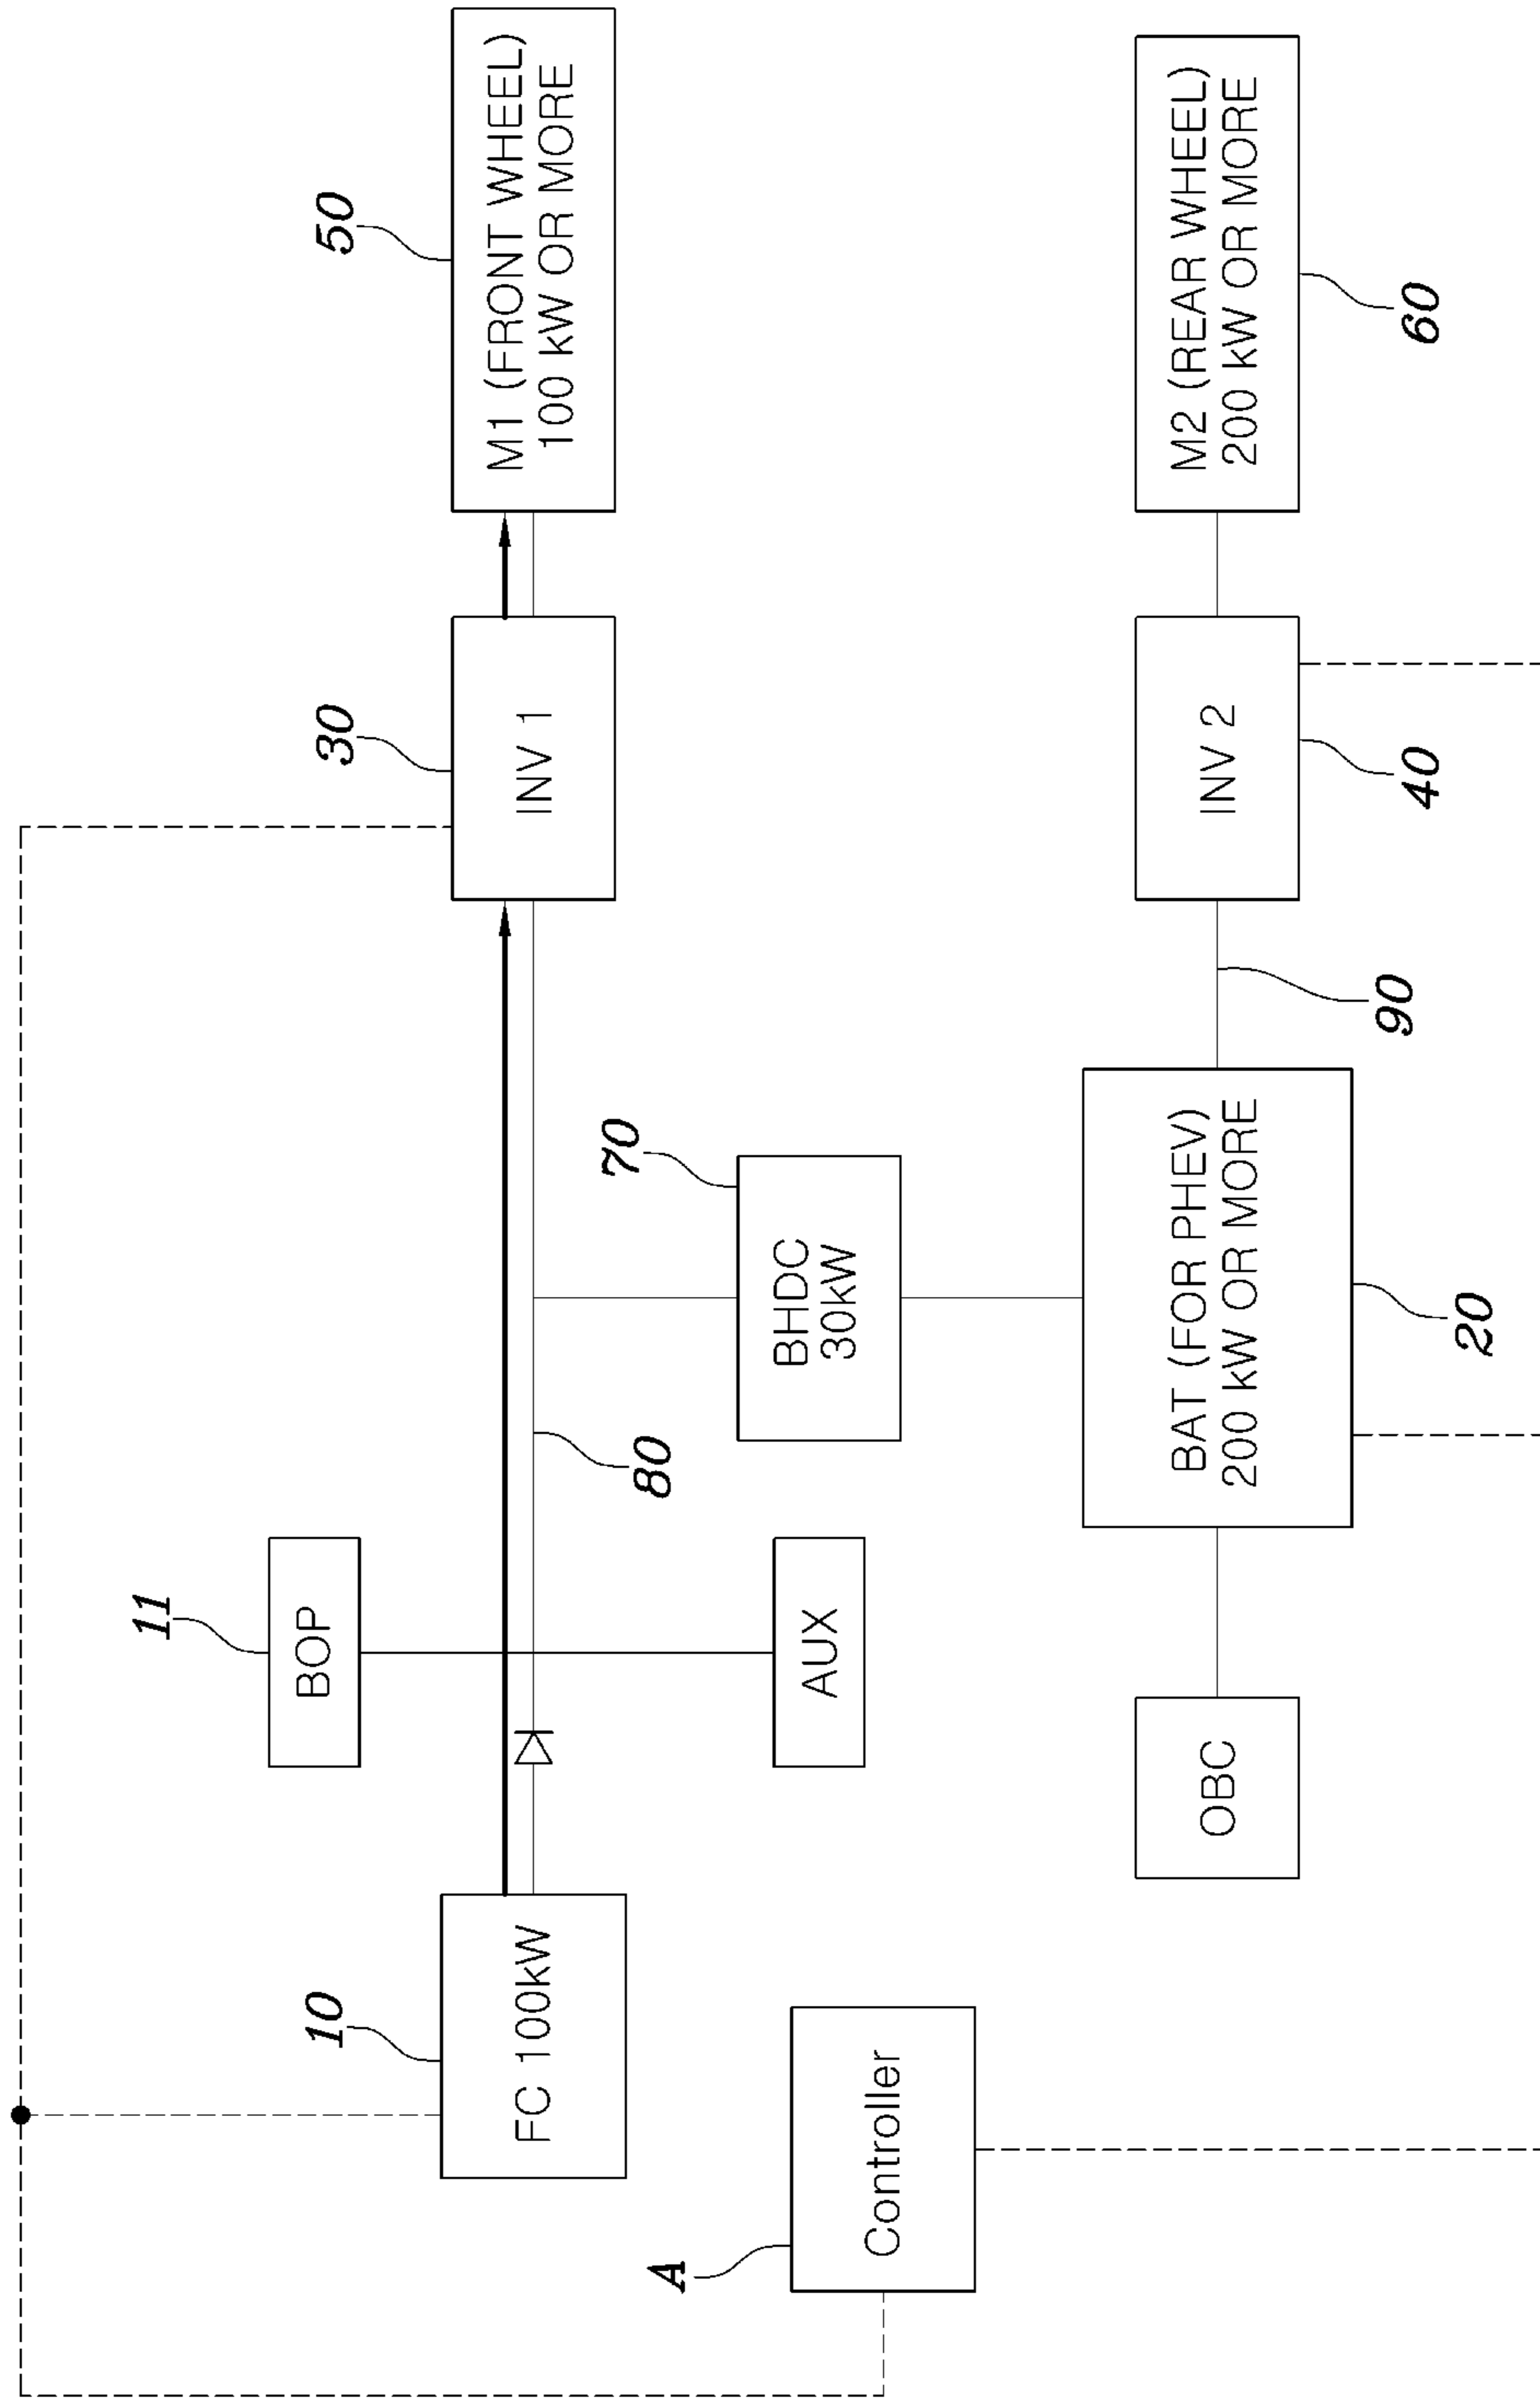 50
M1 (FRONT WHEEL)
100 kW OR MORE
30
INV 1
11
BOP
10
FC 100kW
80
70
BHDC
30kW
AUX
A
Controller
M2 (REAR WHEEL)
200 kW OR MORE
60
INV 2
40
90
BAT (FOR PHEV)
200 kW OR MORE
20
OBC